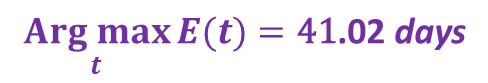 Arg max E(t) = 41.02 days
t